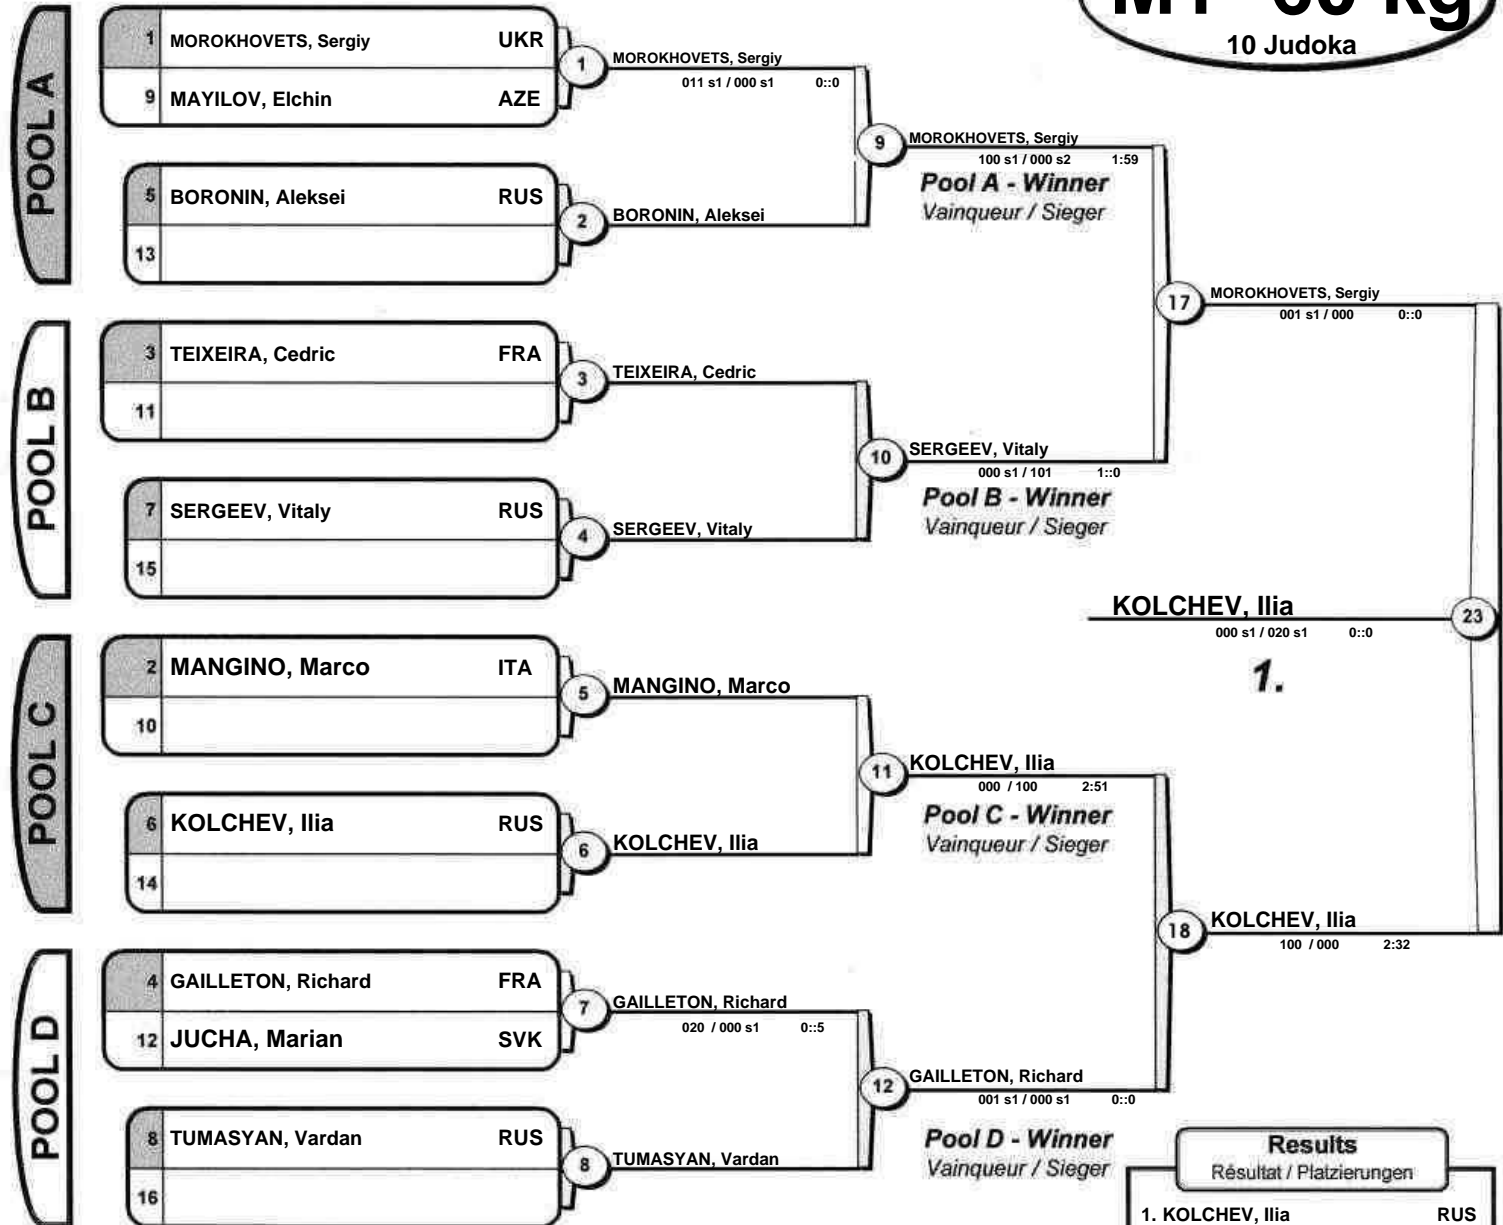 M1 -60 kg
10 Judoka
POOL A
1 MOROKHOVETS, Sergiy UKR
9 MAYILOV, Elchin AZE
1
MOROKHOVETS, Sergiy
011 s1 / 000 s1 0::0
5 BORONIN, Aleksei RUS
13
2
BORONIN, Aleksei
9
MOROKHOVETS, Sergiy
100 s1 / 000 s2 1:59
Pool A - Winner
Vainqueur / Sieger
POOL B
3 TEIXEIRA, Cedric FRA
11
3
TEIXEIRA, Cedric
7 SERGEEV, Vitaly RUS
15
4
SERGEEV, Vitaly
10
SERGEEV, Vitaly
000 s1 / 101 1::0
Pool B - Winner
Vainqueur / Sieger
17
MOROKHOVETS, Sergiy
001 s1 / 000 0::0
KOLCHEV, Ilia
000 s1 / 020 s1 0::0
23
1.
POOL C
2 MANGINO, Marco ITA
10
5
MANGINO, Marco
6 KOLCHEV, Ilia RUS
14
6
KOLCHEV, Ilia
11
KOLCHEV, Ilia
000 / 100 2:51
Pool C - Winner
Vainqueur / Sieger
18
KOLCHEV, Ilia
100 / 000 2:32
POOL D
4 GAILLETON, Richard FRA
12 JUCHA, Marian SVK
7
GAILLETON, Richard
020 / 000 s1 0::5
8 TUMASYAN, Vardan RUS
16
8
TUMASYAN, Vardan
12
GAILLETON, Richard
001 s1 / 000 s1 0::0
Pool D - Winner
Vainqueur / Sieger
Results
Résultat / Platzierungen
1. KOLCHEV, Ilia RUS